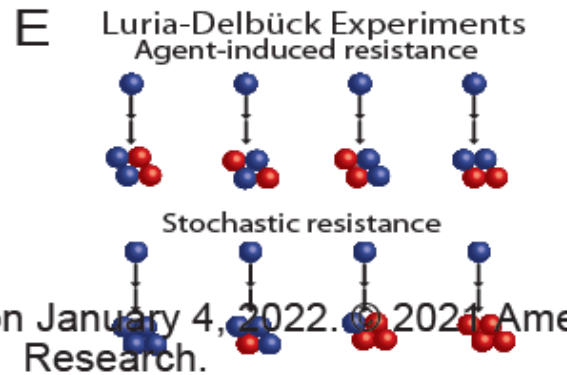 E
Luria-Delbück Experiments
Agent-induced resistance
Stochastic resistance
on January 4, 2022. © 2021 Ame
Research.